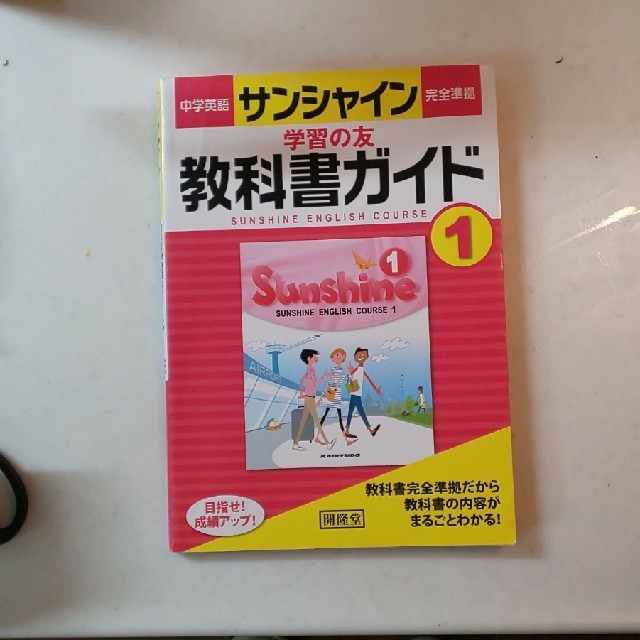 中学英語 サンシャイン 完全準拠
学習の友
教科書ガイド
SUNSHINE ENGLISH COURSE
1
1
Sunshine
SUNSHINE ENGLISH COURSE 1
KAIRYUDO
教科書完全準拠だから
教科書の内容が
まるごとわかる!
目指せ!
成績アップ!
開隆堂